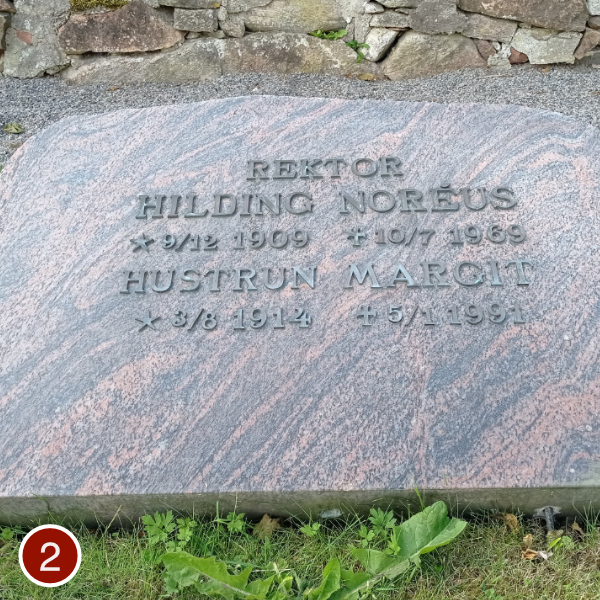 REKTOR
HILDING NORÉUS
★ 9/12 1909 ✝ 10/7 1969
HUSTRUN MARGIT
★ 3/8 1914 ✝ 5/1 1991
2